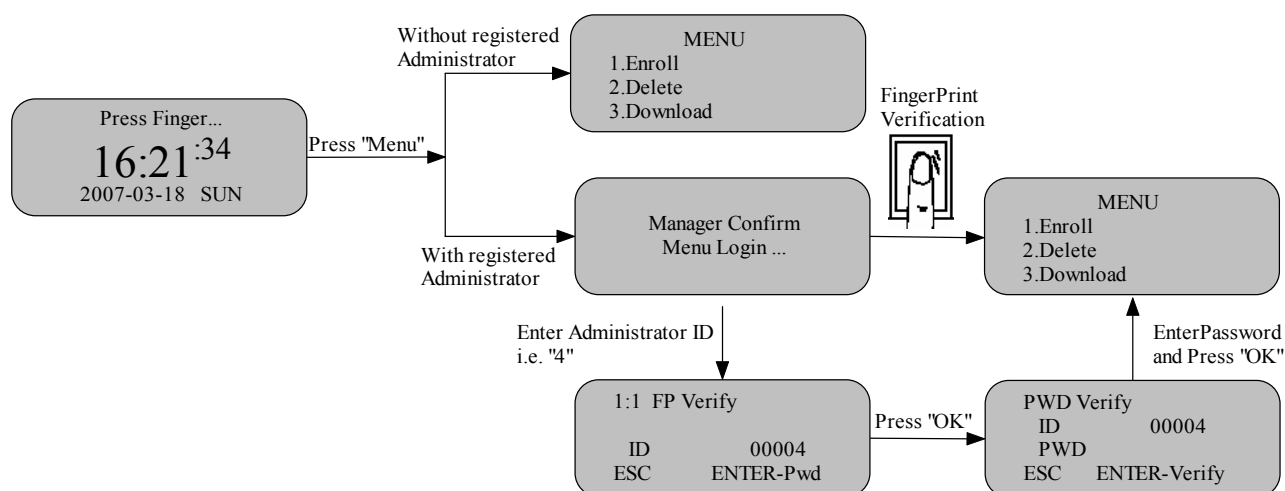 Press Finger...
16:21:34
2007-03-18 SUN
Press "Menu"
Without registered
Administrator
MENU
1.Enroll
2.Delete
3.Download
With registered
Administrator
Manager Confirm
Menu Login ...
FingerPrint
Verification
MENU
1.Enroll
2.Delete
3.Download
Enter Administrator ID
i.e. "4"
1:1 FP Verify
ID 00004
ESC ENTER-Pwd
Press "OK"
PWD Verify
ID 00004
PWD
ESC ENTER-Verify
EnterPassword
and Press "OK"